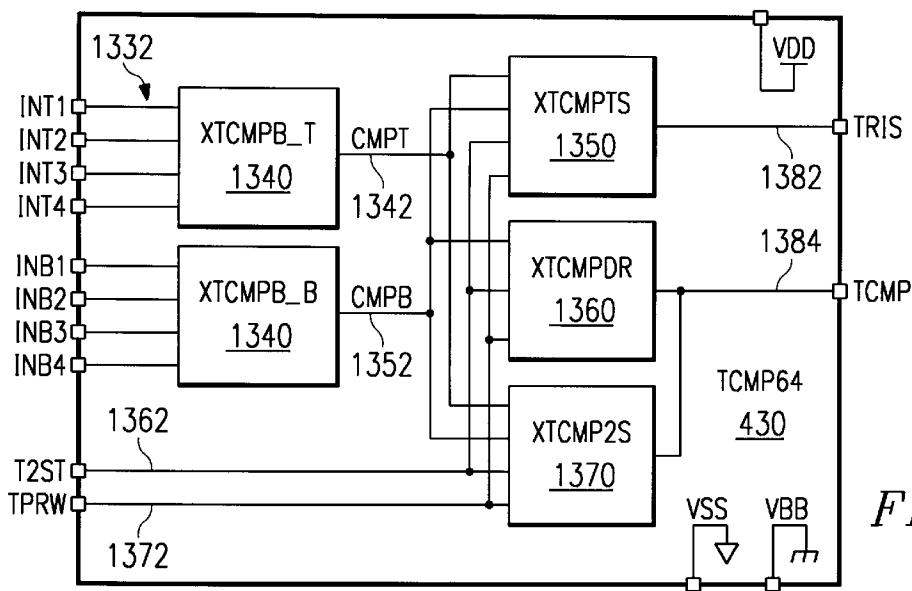 1332
INT1
INT2
INT3
INT4
XTCMPB_T
1340
CMPT
1342
INB1
INB2
INB3
INB4
XTCMPB_B
1340
CMPB
1352
1362
T2ST
TPRW
1372
XTCMPTS
1350
XTCMPDR
1360
XTCMP2S
1370
VDD
TRIS
1382
1384
TCMP
TCMP64
430
VSS
VBB